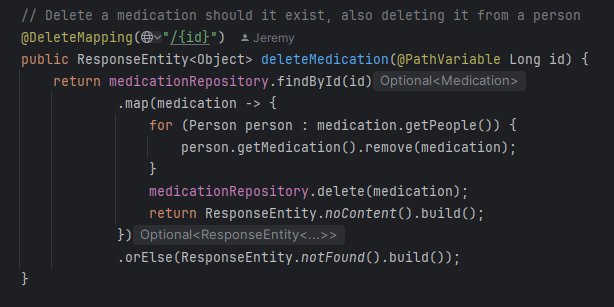 // Delete a medication should it exist, also deleting it from a person
@DeleteMapping("/{id}") Jeremy
public ResponseEntity<Object> deleteMedication(@PathVariable Long id) {
    return medicationRepository.findById(id) Optional<Medication>
            .map(medication -> {
                for (Person person : medication.getPeople()) {
                    person.getMedication().remove(medication);
                }
                medicationRepository.delete(medication);
                return ResponseEntity.noContent().build();
            }) Optional<ResponseEntity<...>>
            .orElse(ResponseEntity.notFound().build());
}